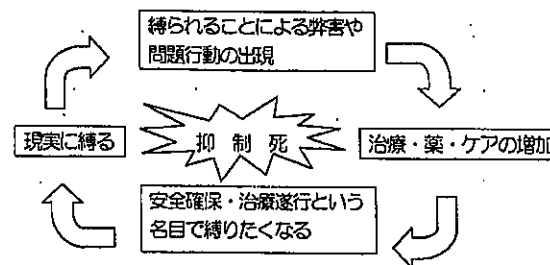 縛られることによる弊害や
問題行動の出現
現実に縛る
抑制死
治療・薬・ケアの増加
安全確保・治療遂行という
名目で縛りたくなる